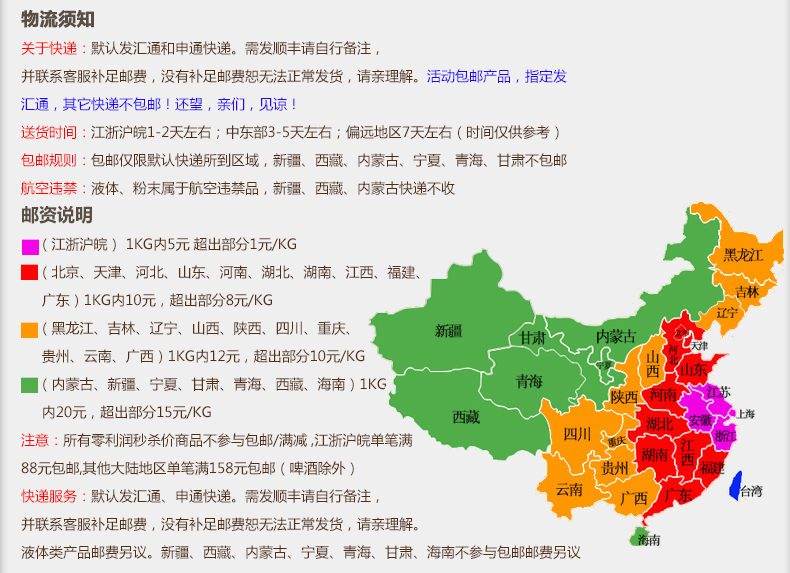 物流须知
关于快递：默认发汇通和申通快递。需发顺丰请自行备注，
并联系客服补足邮费，没有补足邮费恕无法正常发货，请亲理解。活动包邮产品，指定发
汇通，其它快递不包邮！还望，亲们，见谅！
送货时间：江浙沪皖1-2天左右；中东部3-5天左右；偏远地区7天左右（时间仅供参考）
包邮规则：包邮仅限默认快递所到区域，新疆、西藏、内蒙古、宁夏、青海、甘肃不包邮
航空违禁：液体、粉末属于航空违禁品，新疆、西藏、内蒙古快递不收
邮资说明
（江浙沪皖） 1KG内5元 超出部分1元/KG
（北京、天津、河北、山东、河南、湖北、湖南、江西、福建、
广东）1KG内10元，超出部分8元/KG
（黑龙江、吉林、辽宁、山西、陕西、四川、重庆、
贵州、云南、广西）1KG内12元，超出部分10元/KG
（内蒙古、新疆、宁夏、甘肃、青海、西藏、海南）1KG
内20元，超出部分15元/KG
注意：所有零利润秒杀价商品不参与包邮/满减,江浙沪皖单笔满
88元包邮,其他大陆地区单笔满158元包邮（啤酒除外）
快递服务：默认发汇通、申通快递。需发顺丰请自行备注，
并联系客服补足邮费，没有补足邮费恕无法正常发货，请亲理解。
液体类产品邮费另议。新疆、西藏、内蒙古、宁夏、青海、甘肃、海南不参与包邮邮费另议
黑龙江
吉林
辽宁
新疆
甘肃
内蒙古
北京
天津
河北
山西
山东
宁夏
青海
陕西
河南
江苏
西藏
上海
安徽
湖北
浙江
四川
重庆
江西
湖南
贵州
福建
云南
广西
广东
台湾
海南